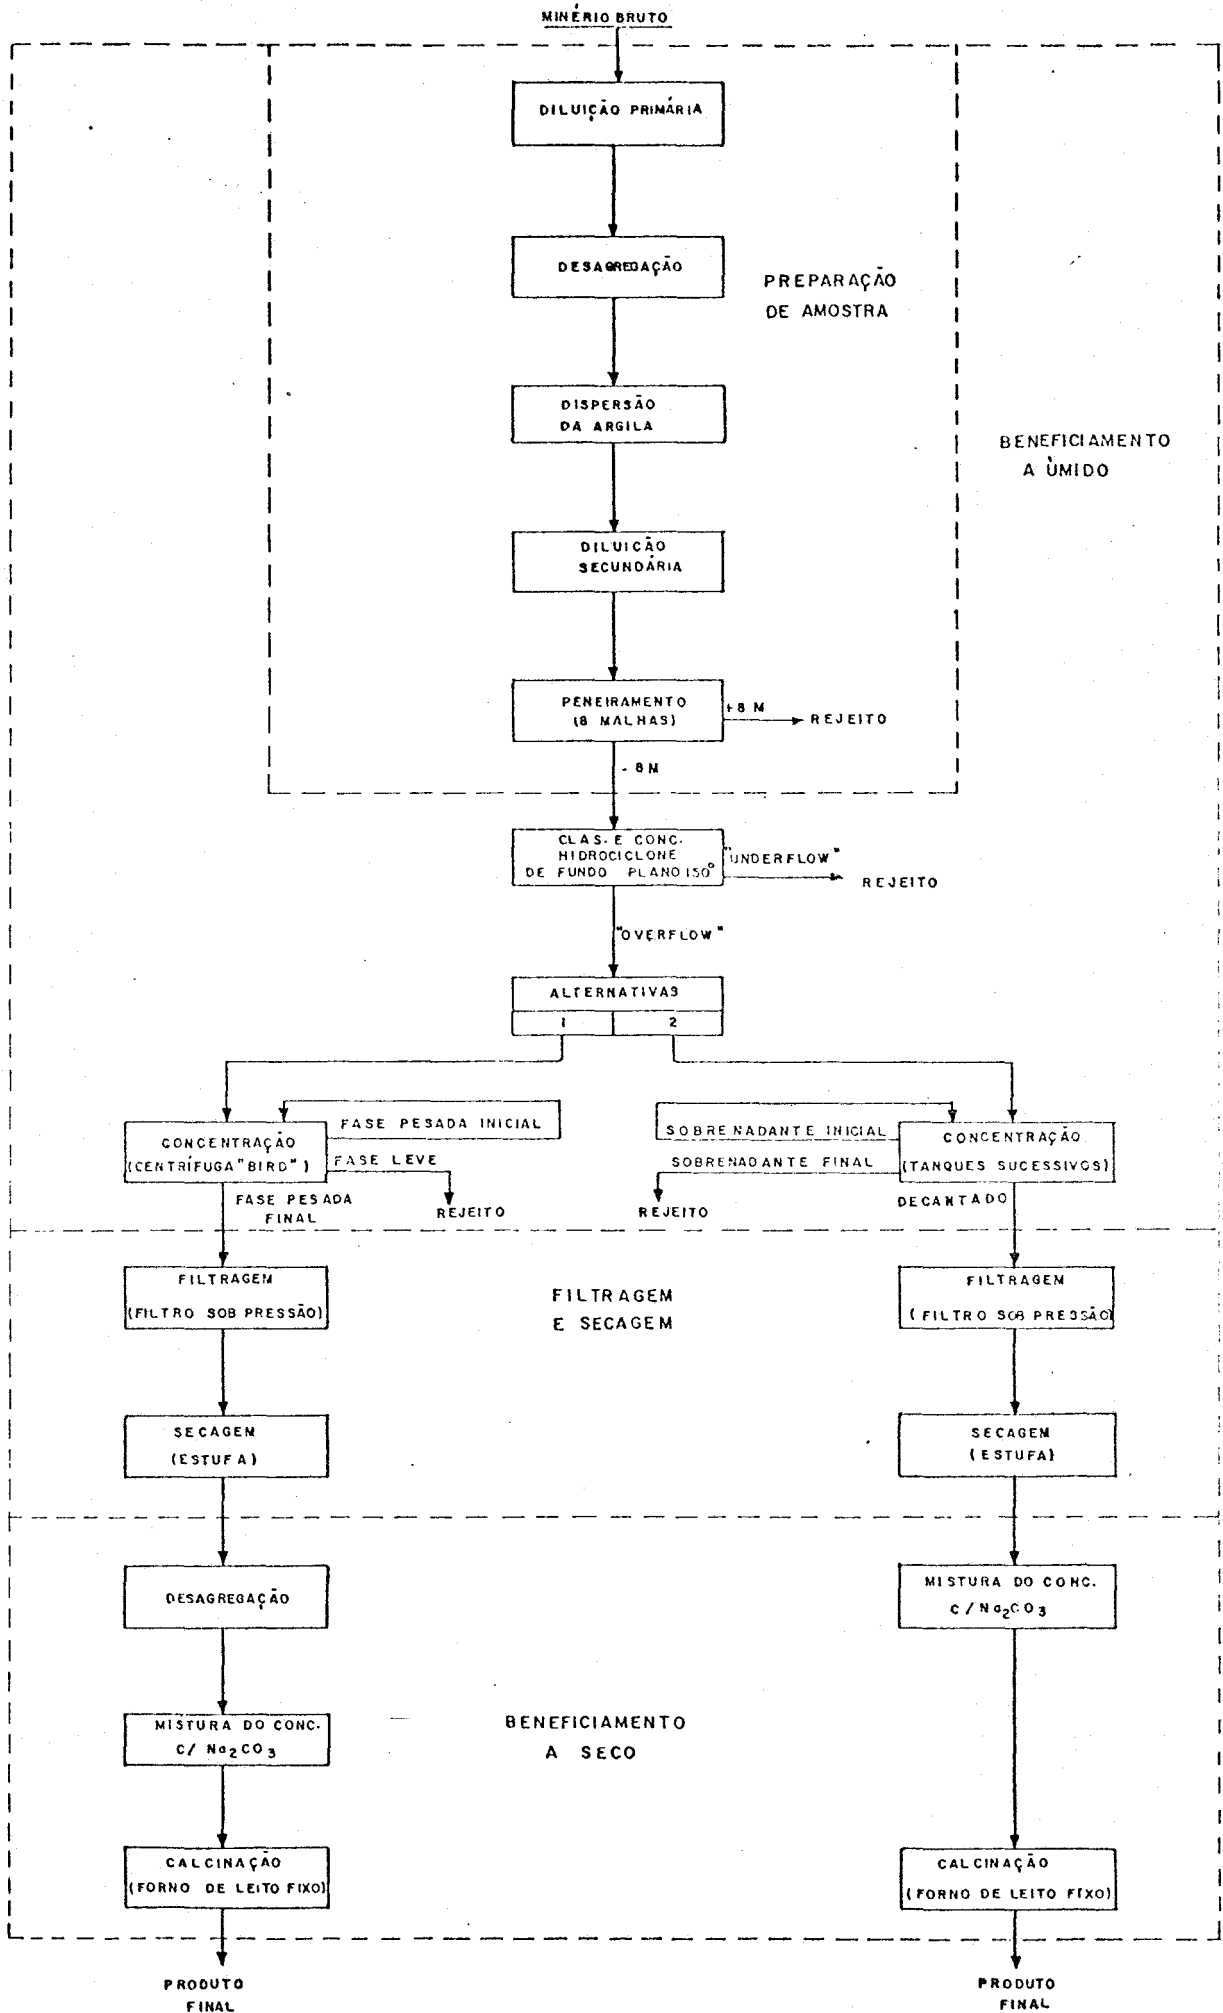 MINÉRIO BRUTO
DILUIÇÃO PRIMÁRIA
DESAGREGAÇÃO
PREPARAÇÃO
DE AMOSTRA
DISPERSÃO
DA ARGILA
BENEFICIAMENTO
A ÚMIDO
DILUIÇÃO
SECUNDÁRIA
PENEIRAMENTO
(8 MALHAS)
+8 M
REJEITO
- 8 M
CLAS. E CONC.
HIDROCICLONE
DE FUNDO PLANO 150°
"UNDERFLOW"
REJEITO
"OVERFLOW"
ALTERNATIVAS
1 2
FASE PESADA INICIAL
SOBRENADANTE INICIAL
CONCENTRAÇÃO
(CENTRÍFUGA "BIRD")
FASE LEVE
SOBRENADANTE FINAL
CONCENTRAÇÃO
(TANQUES SUCESSIVOS)
FASE PESADA
FINAL
REJEITO
REJEITO
DECANTADO
FILTRAGEM
(FILTRO SOB PRESSÃO)
FILTRAGEM
E SECAGEM
FILTRAGEM
(FILTRO SOB PRESSÃO)
SECAGEM
(ESTUFA)
SECAGEM
(ESTUFA)
DESAGREGAÇÃO
MISTURA DO CONC.
C/ Na₂CO₃
MISTURA DO CONC.
C/ Na₂CO₃
BENEFICIAMENTO
A SECO
CALCINAÇÃO
(FORNO DE LEITO FIXO)
CALCINAÇÃO
(FORNO DE LEITO FIXO)
PRODUTO
FINAL
PRODUTO
FINAL